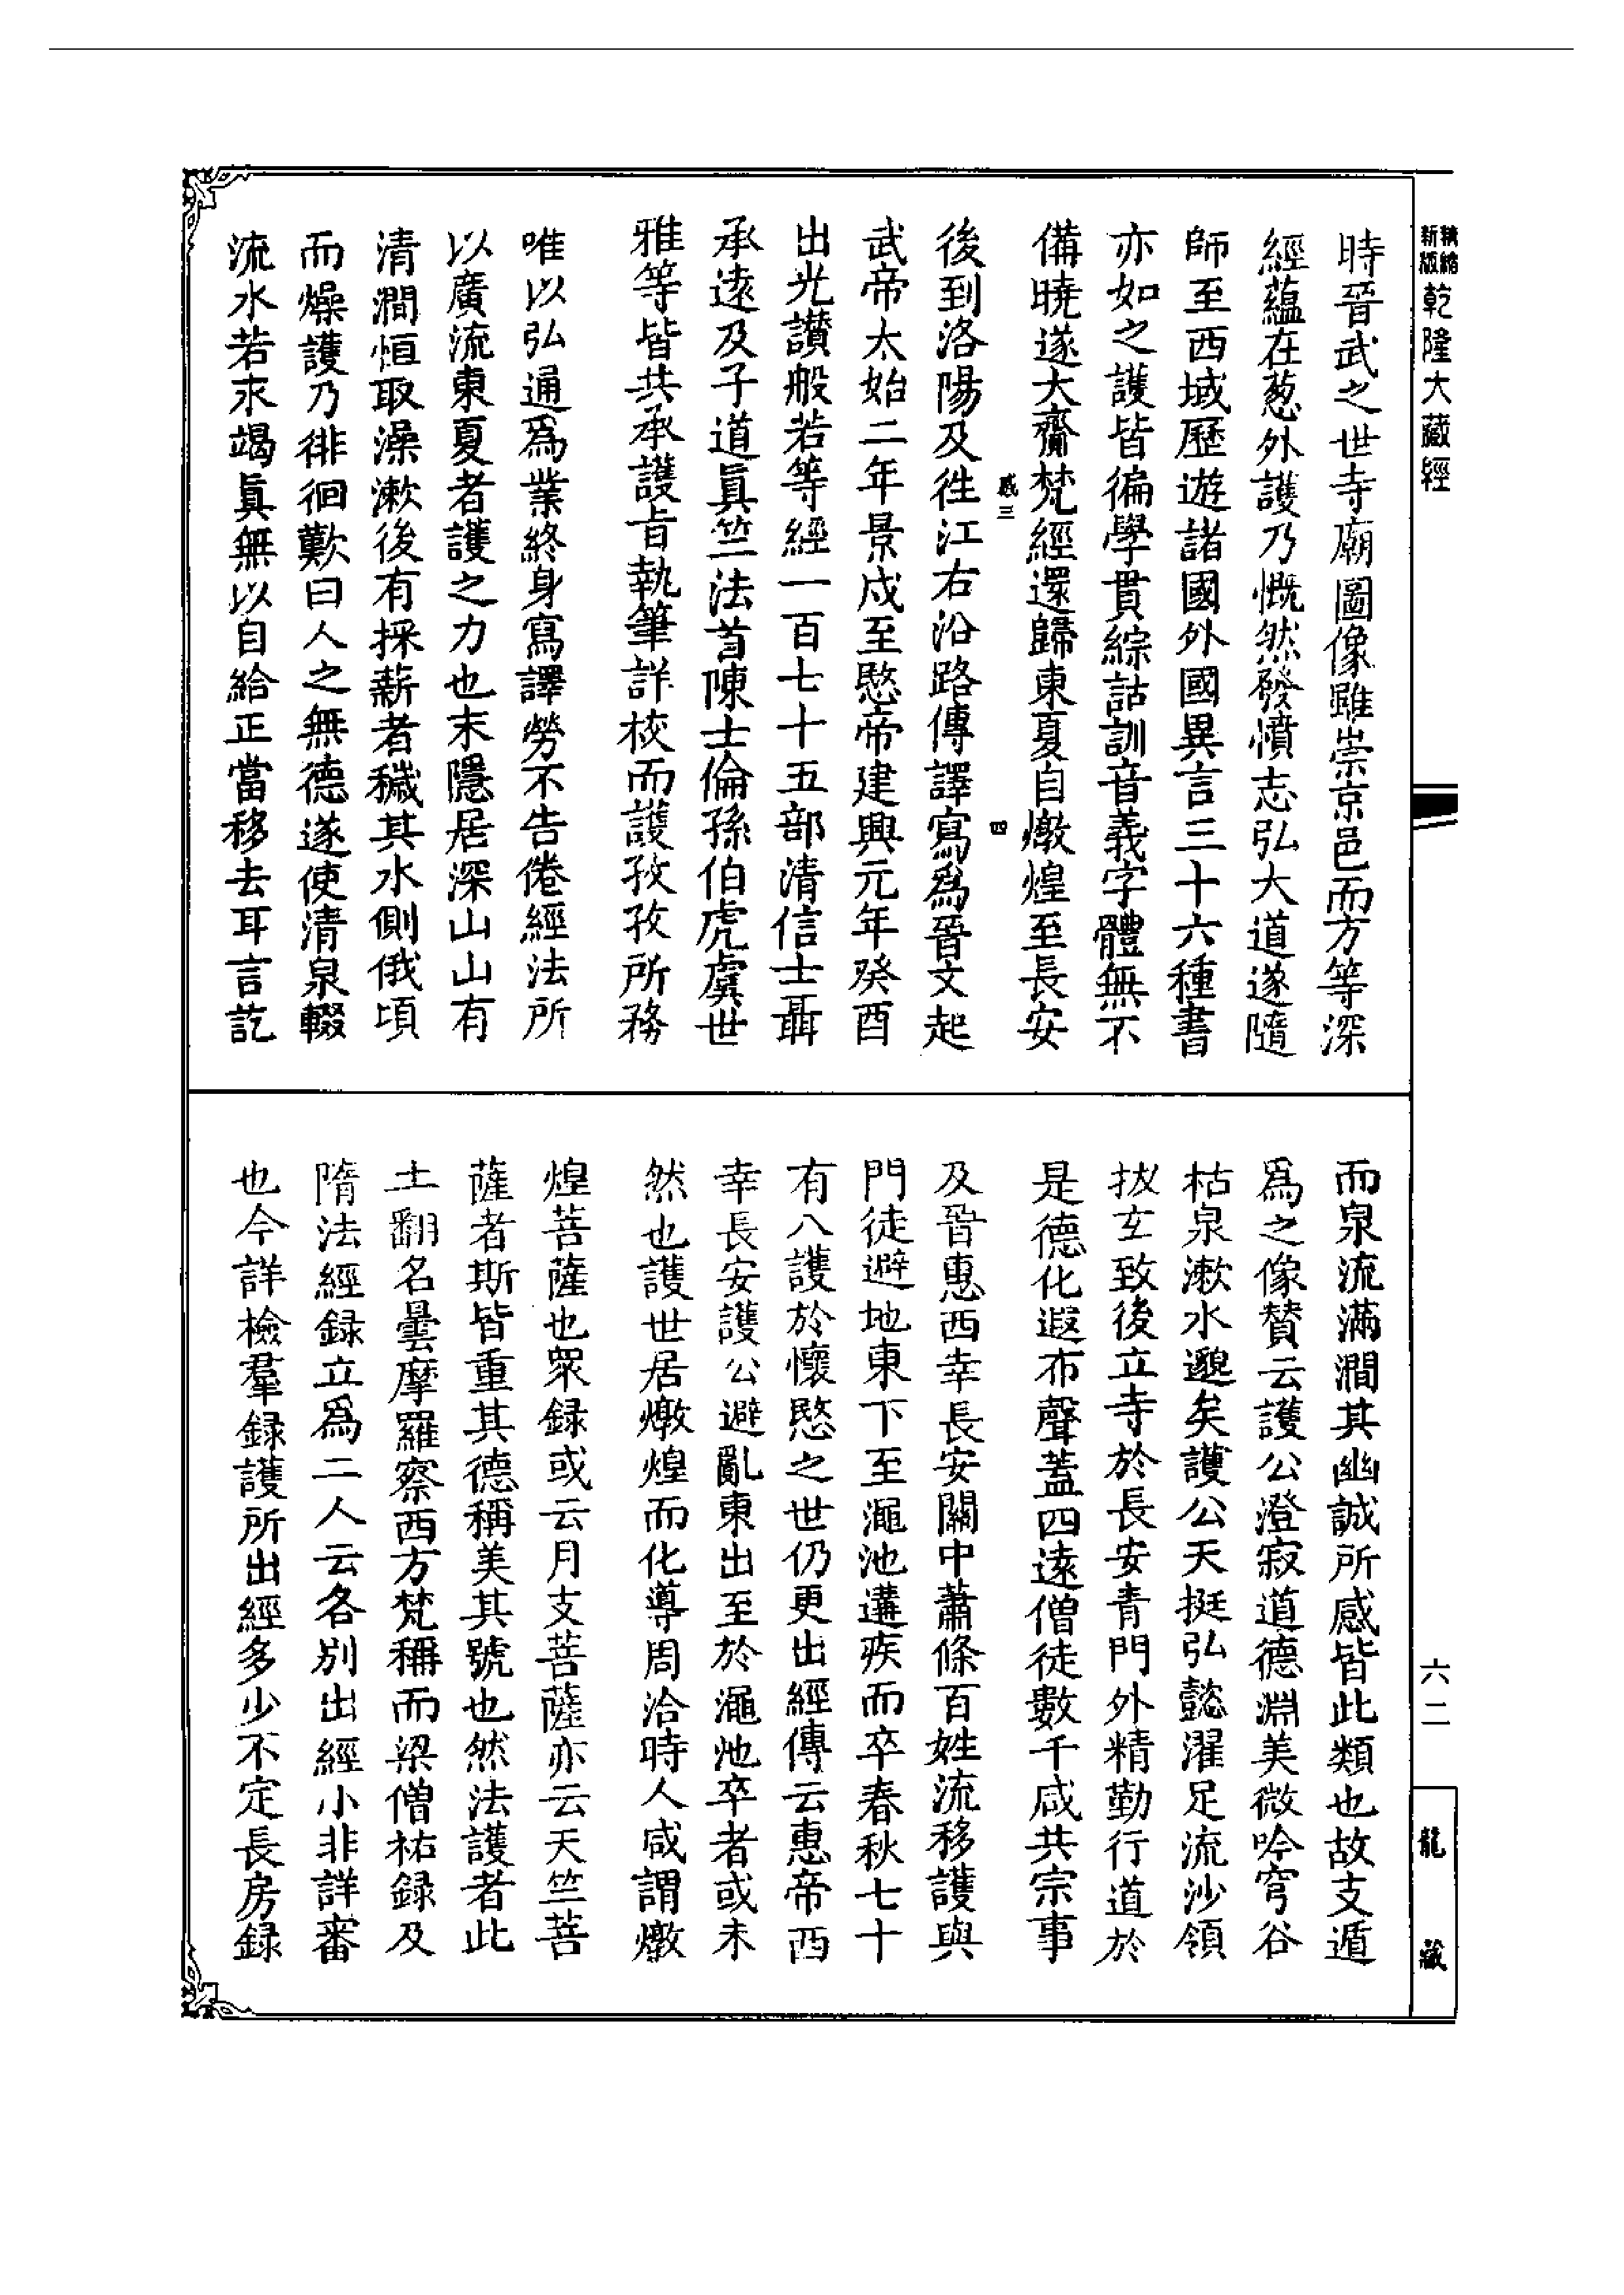 精縮
新版
乾隆大藏經
時晉武之世寺廟圖像雖崇京邑而方等深
經蘊在葱外護乃慨然發憤志弘大道遂隨
師至西域歷遊諸國外國異言三十六種書
亦如之護皆徧學貫綜詁訓音義字體無不
備曉遂大齎梵經還歸東夏自燉煌至長安
感三
四
後到洛陽及往江右沿路傳譯寫爲晉文起
武帝太始二年景戍至愍帝建興元年癸酉
出光讚般若等經一百七十五部清信士聶
承遠及子道眞竺法首陳士倫孫伯虎虞世
雅等皆共承護旨執筆詳校而護孜孜所務
唯以弘通爲業終身寫譯勞不告倦經法所
以廣流東夏者護之力也末隱居深山山有
清澗恒取澡漱後有採薪者穢其水側俄頃
而燥護乃徘徊歎曰人之無德遂使清泉輟
流水若永竭眞無以自給正當移去耳言訖
而泉流滿澗其幽誠所感皆此類也故支遁
爲之像贊云護公澄寂道德淵美微吟穹谷
枯泉漱水邈矣護公天挺弘懿濯足流沙領
拔玄致後立寺於長安青門外精勤行道於
是德化遐布聲蓋四遠僧徒數千咸共宗事
及晉惠西幸長安關中蕭條百姓流移護與
門徒避地東下至澠池遘疾而卒春秋七十
有八護於懷愍之世仍更出經傳云惠帝西
幸長安護公避亂東出至於澠池卒者或未
然也護世居燉煌而化導周洽時人咸謂燉
煌菩薩也眾録或云月支菩薩亦云天竺菩
薩者斯皆重其德稱美其號也然法護者此
土翻名曇摩羅察西方梵稱而梁僧祐録及
隋法經録立爲二人云各別出經小非詳審
也今詳檢羣録護所出經多少不定長房録
六二
龍藏